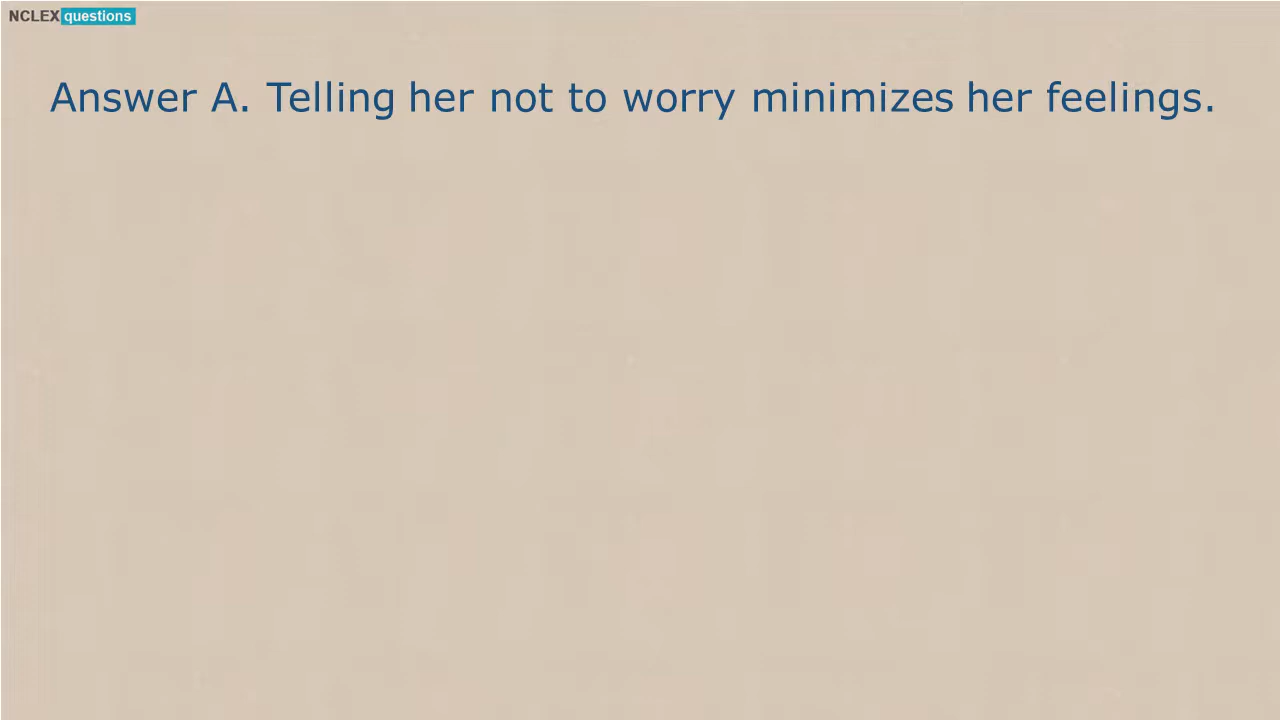 NCLEX questions
Answer A. Telling her not to worry minimizes her feelings.